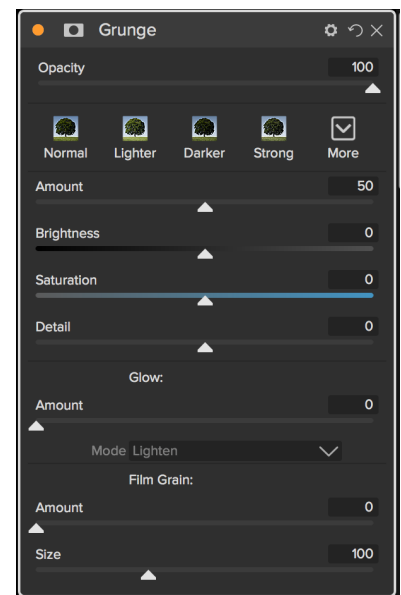 Grunge
Opacity 100
Normal Lighter Darker Strong More
Amount 50
Brightness 0
Saturation 0
Detail 0
Glow:
Amount 0
Mode Lighten
Film Grain:
Amount 0
Size 100